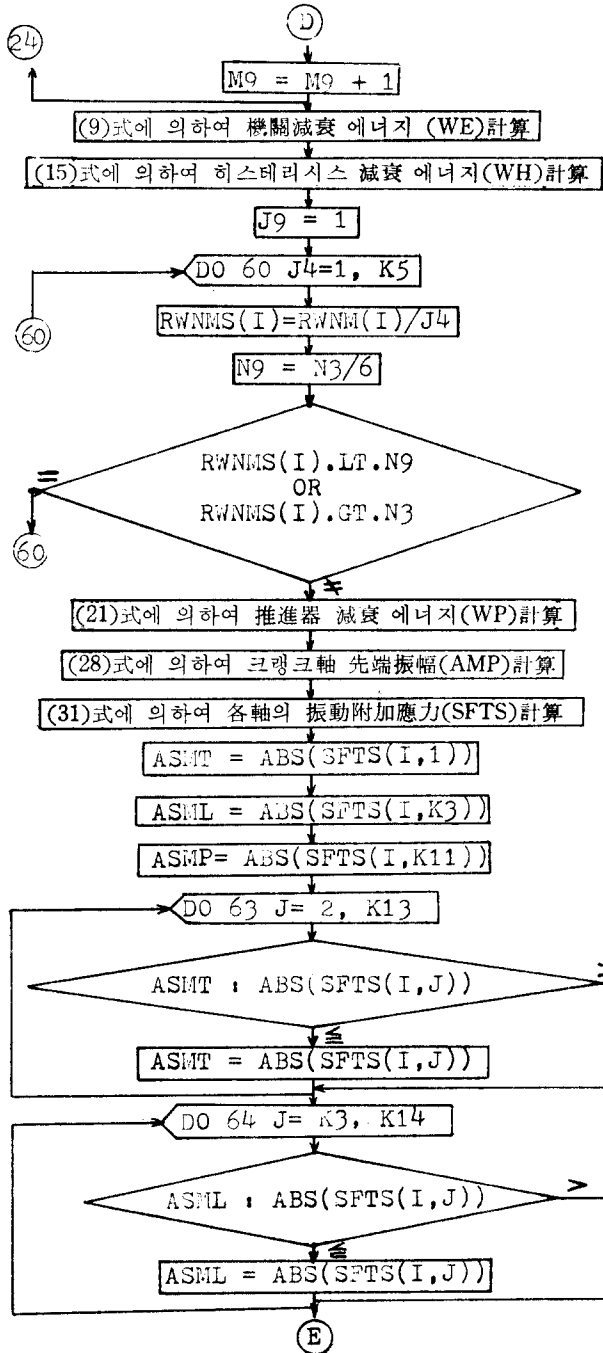 D
24
M9 = M9 + 1
(9)式에 의하여 機關減衰 에너지 (WE)計算
(15)式에 의하여 히스테리시스 減衰 에너지(WH)計算
J9 = 1
DO 60 J4=1, K5
60
RWNMS(I)=RWNM(I)/J4
N9 = N3/6
RWNMS(I).LT.N9
OR
RWNMS(I).GT.N3
=
60
≠
(21)式에 의하여 推進器 減衰 에너지(WP)計算
(28)式에 의하여 크랭크軸 先端振幅(AMP)計算
(31)式에 의하여 各軸의 振動附加應力(SFTS)計算
ASMT = ABS(SFTS(I,1))
ASML = ABS(SFTS(I,K3))
ASMP= ABS(SFTS(I,K11))
DO 63 J= 2, K13
ASMT : ABS(SFTS(I,J))
≦
ASMT = ABS(SFTS(I,J))
DO 64 J= K3, K14
ASML : ABS(SFTS(I,J))
>
≦
ASML = ABS(SFTS(I,J))
E